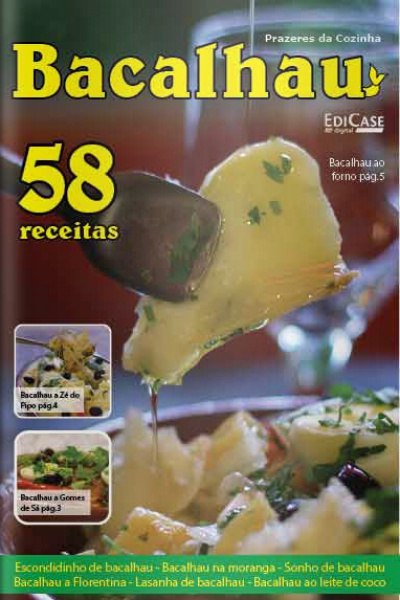 Prazeres da Cozinha
Bacalhau
EDICASE
digital
58
receitas
Bacalhau ao
forno pág.5
Bacalhau a Zé do
Pipo pág.4
Bacalhau a Gomes
de Sá pág.3
Escondidinho de bacalhau - Bacalhau na moranga - Sonho de bacalhau
Bacalhau a Florentina - Lasanha de bacalhau - Bacalhau ao leite de coco